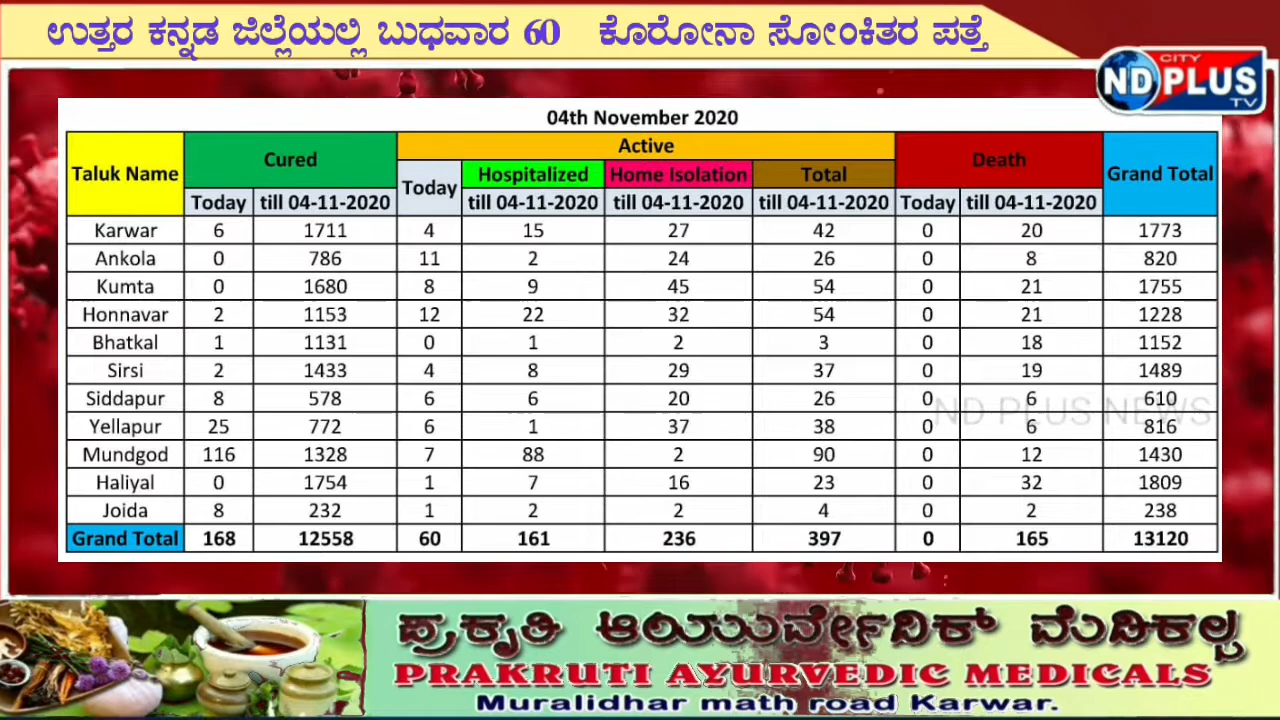 ಉತ್ತರ ಕನ್ನಡ ಜಿಲ್ಲೆಯಲ್ಲಿ ಬುಧವಾರ 60 ಕೊರೋನಾ ಸೋಂಕಿತರ ಪತ್ತೆ
CITY
ND PLUS
TV
04th November 2020
Taluk Name Cured Active Death Grand Total
Today Hospitalized Home Isolation Total
Today till 04-11-2020 till 04-11-2020 till 04-11-2020 till 04-11-2020 Today till 04-11-2020
Karwar 6 1711 4 15 27 42 0 20 1773
Ankola 0 786 11 2 24 26 0 8 820
Kumta 0 1680 8 9 45 54 0 21 1755
Honnavar 2 1153 12 22 32 54 0 21 1228
Bhatkal 1 1131 0 1 2 3 0 18 1152
Sirsi 2 1433 4 8 29 37 0 19 1489
Siddapur 8 578 6 6 20 26 0 6 610
ND PLUS NEWS
Yellapur 25 772 6 1 37 38 0 6 816
Mundgod 116 1328 7 88 2 90 0 12 1430
Haliyal 0 1754 1 7 16 23 0 32 1809
Joida 8 232 1 2 2 4 0 2 238
Grand Total 168 12558 60 161 236 397 0 165 13120
ಪ್ರಕೃತಿ ಆಯುರ್ವೇದಿಕ್ ಮೆಡಿಕಲ್ಸ
PRAKRUTI AYURVEDIC MEDICALS
Muralidhar math road Karwar.